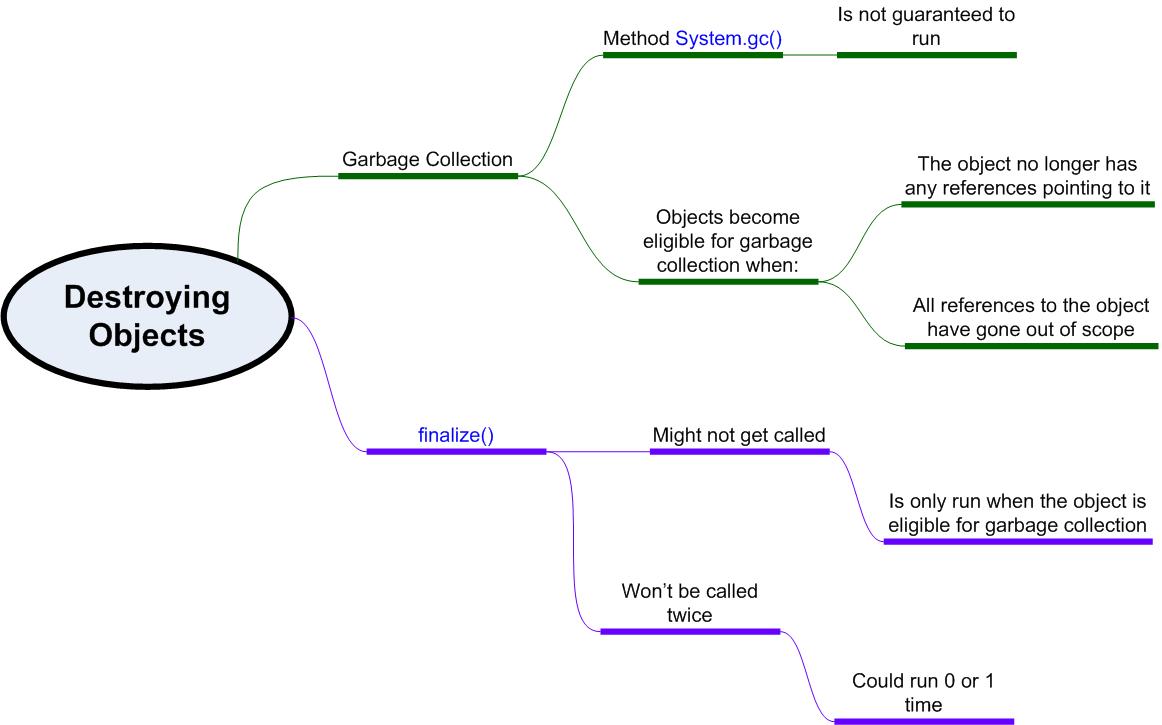 Destroying
Objects
Garbage Collection
Method System.gc()
Is not guaranteed to
run
Objects become
eligible for garbage
collection when:
The object no longer has
any references pointing to it
All references to the object
have gone out of scope
finalize()
Might not get called
Is only run when the object is
eligible for garbage collection
Won’t be called
twice
Could run 0 or 1
time